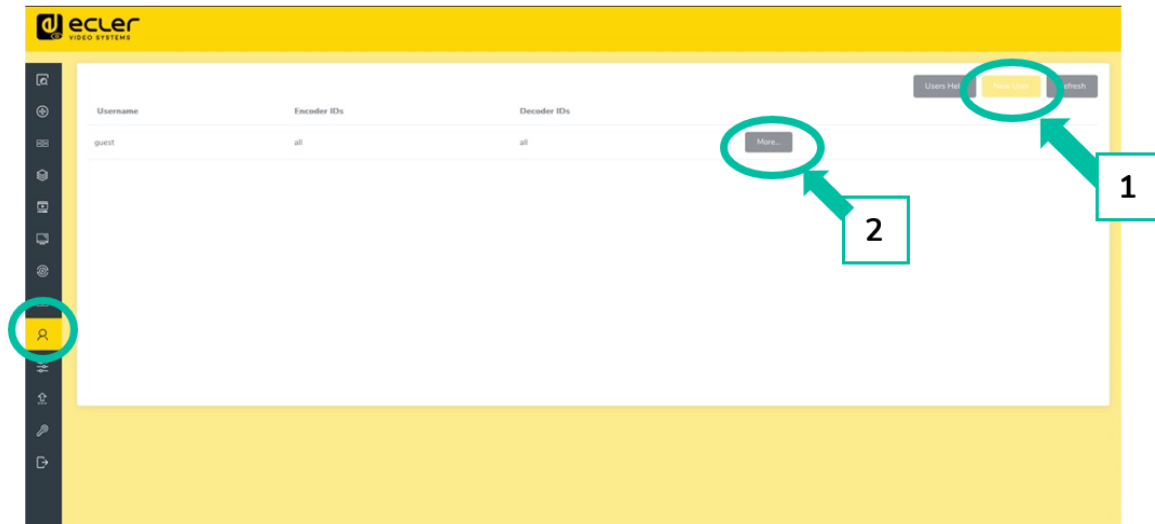 ecler
VIDEO SYSTEMS
Users Hel
New User
efresh
Username Encoder IDs Decoder IDs
guest all all More...
1
2